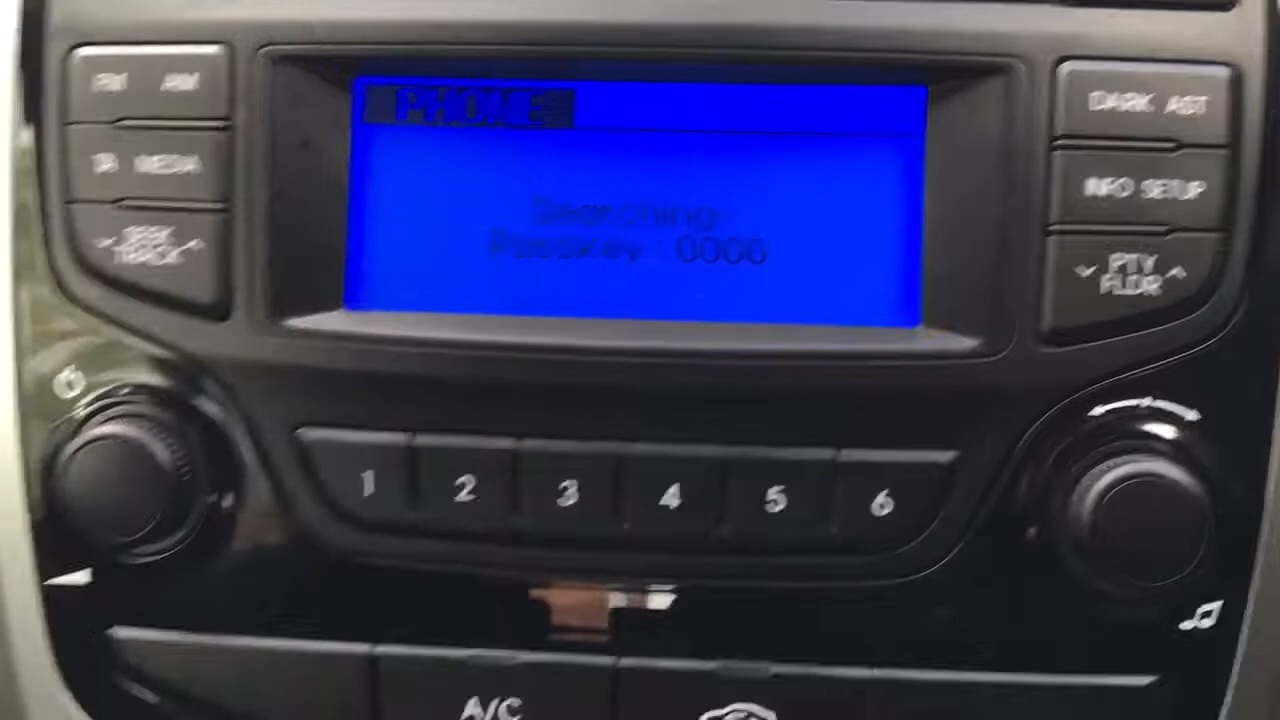 PHONE
Searching
Passkey : 0000
FM AM
MEDIA
SEEK
TRACK
DARK AST
INFO SETUP
PTY
FLDR
1 2 3 4 5 6
A/C